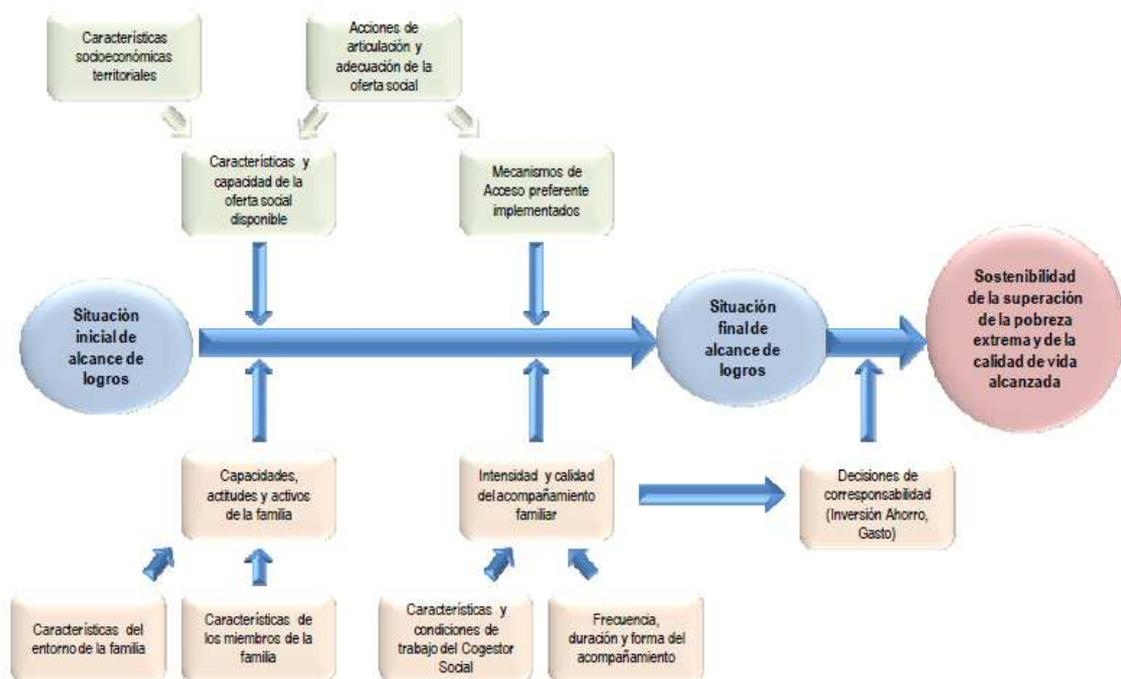 Características
socioeconómicas
territoriales
Acciones de
articulación y
adecuación de la
oferta social
Características y
capacidad de la
oferta social
disponible
Mecanismos de
Acceso preferente
implementados
Situación
inicial de
alcance de
logros
Situación
final de
alcance de
logros
Sostenibilidad
de la superación
de la pobreza
extrema y de la
calidad de vida
alcanzada
Capacidades,
actitudes y activos
de la familia
Intensidad y calidad
del acompañamiento
familiar
Decisiones de
corresponsabilidad
(Inversión Ahorro,
Gasto)
Características del
entorno de la familia
Características de
los miembros de la
familia
Características y
condiciones de
trabajo del Cogestor
Social
Frecuencia,
duración y forma del
acompañamiento